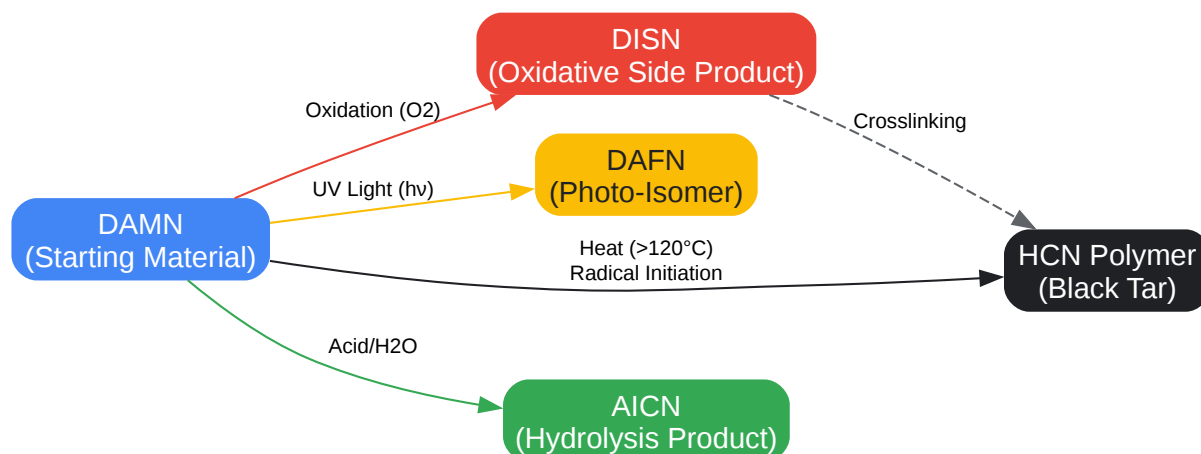 DISN
(Oxidative Side Product)
Oxidation (O2)
Crosslinking
DAFN
(Photo-Isomer)
UV Light (hν)
DAMN
(Starting Material)
Heat (>120°C)
Radical Initiation
HCN Polymer
(Black Tar)
Acid/H2O
AICN
(Hydrolysis Product)